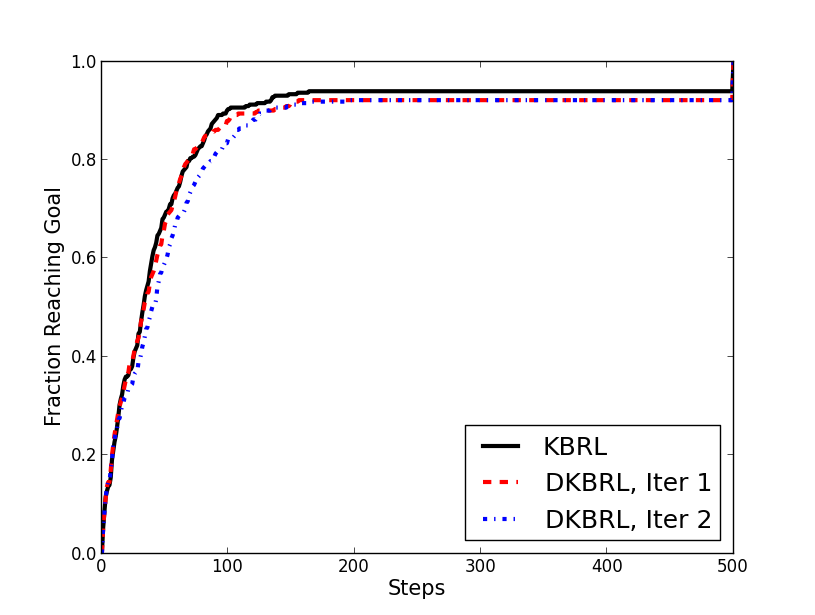 1.0
0.8
0.6
0.4
0.2
0.0
Fraction Reaching Goal
KBRL
DKBRL, Iter 1
DKBRL, Iter 2
0 100 200 300 400 500
Steps